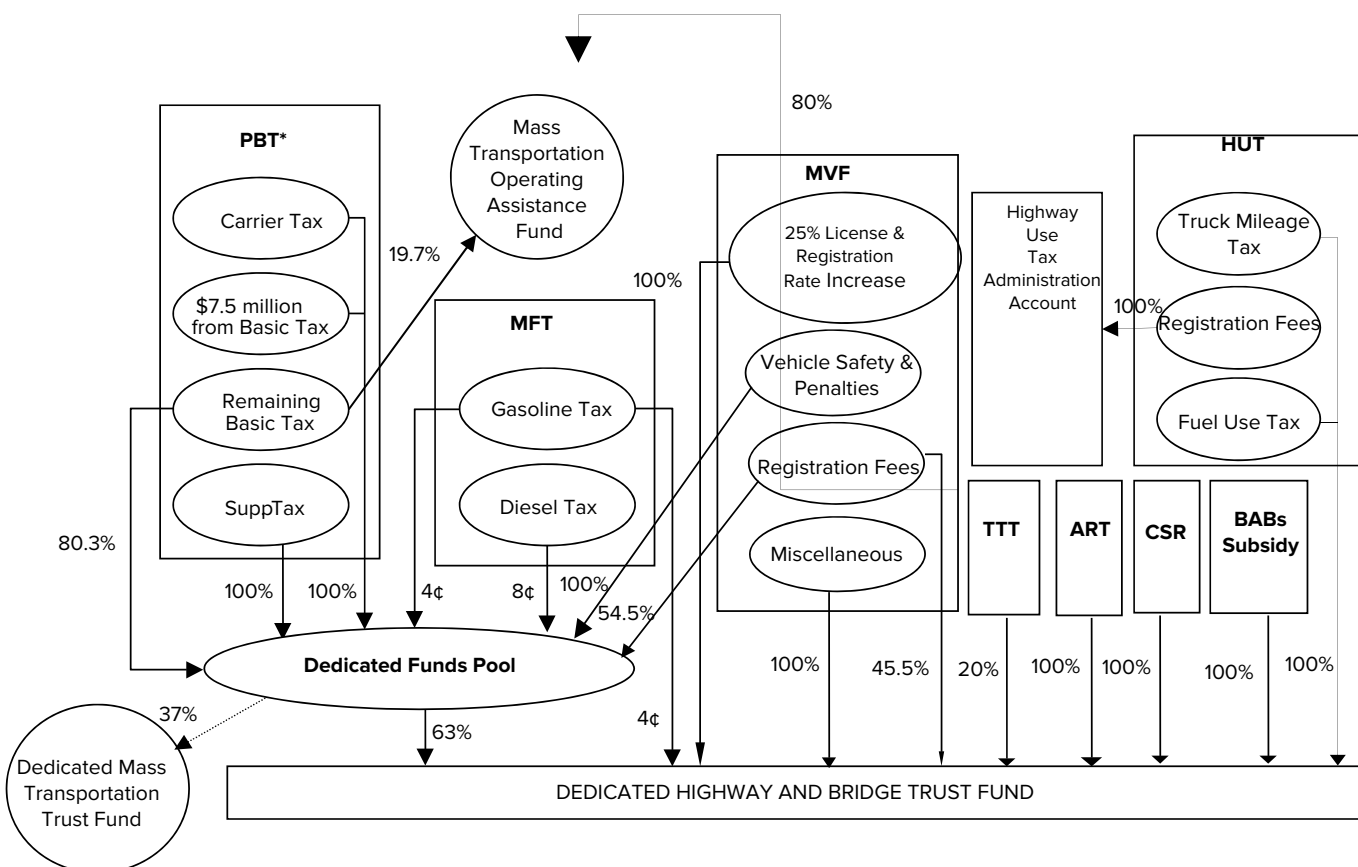 80%
PBT*
Carrier Tax
$7.5 million
from Basic Tax
Remaining
Basic Tax
SuppTax
Mass
Transportation
Operating
Assistance
Fund
19.7%
MFT
Gasoline Tax
Diesel Tax
100%
MVF
25% License &
Registration
Rate Increase
Vehicle Safety &
Penalties
Registration Fees
Miscellaneous
Highway
Use
Tax
Administration
Account
HUT
Truck Mileage
Tax
100%
Registration Fees
Fuel Use Tax
TTT
ART
CSR
BABs
Subsidy
80.3%
100%
100%
4¢
8¢
100%
54.5%
Dedicated Funds Pool
100%
45.5%
20%
100%
100%
100%
100%
37%
63%
4¢
Dedicated Mass
Transportation
Trust Fund
DEDICATED HIGHWAY AND BRIDGE TRUST FUND